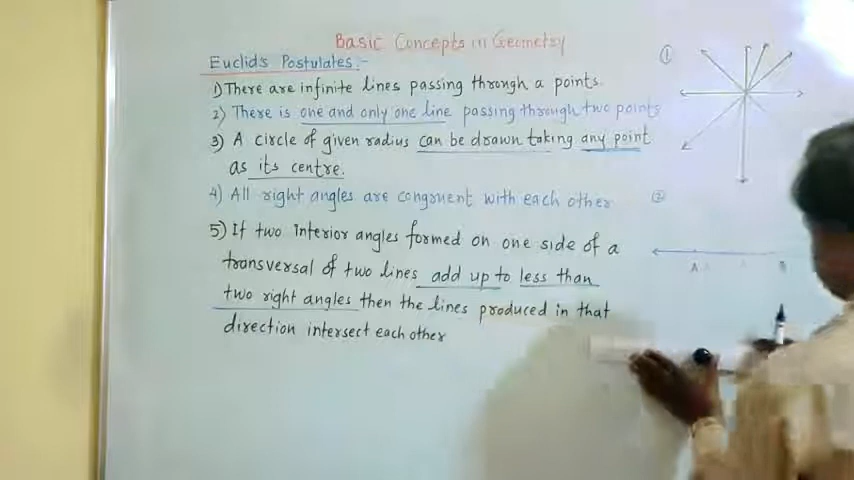 Basic Concepts in Geometry
Euclid's Postulates:-
1) There are infinite lines passing through a points.
2) There is one and only one line passing through two points
3) A circle of given radius can be drawn taking any point
as its centre.
4) All right angles are congruent with each other
5) If two interior angles formed on one side of a
transversal of two lines add up to less than
two right angles then the lines produced in that
direction intersect each other
①
②
A
B